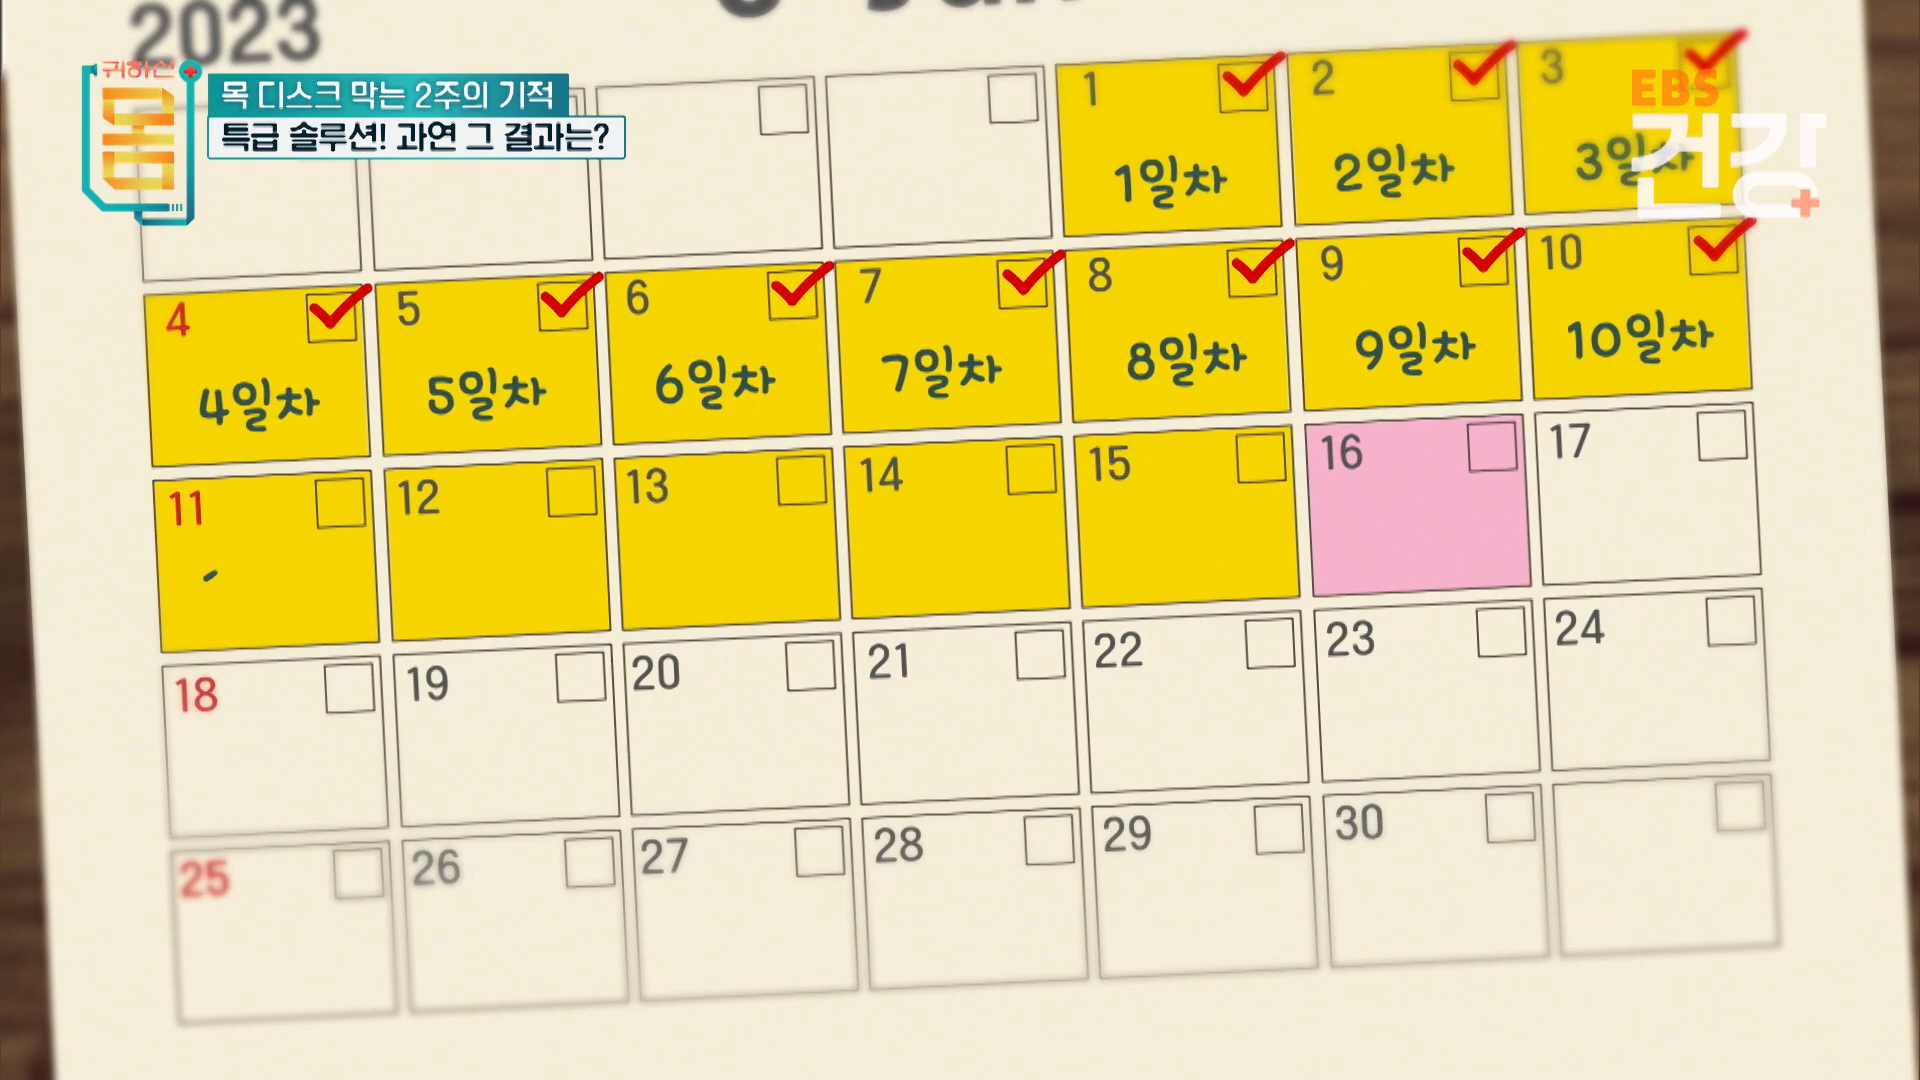 2023
귀하신
몸
목 디스크 막는 2주의 기적
특급 솔루션! 과연 그 결과는?
EBS
건강+
1 2 3
1일차 2일차 3일차
4 5 6 7 8 9 10
4일차 5일차 6일차 7일차 8일차 9일차 10일차
11 12 13 14 15 16 17
18 19 20 21 22 23 24
25 26 27 28 29 30